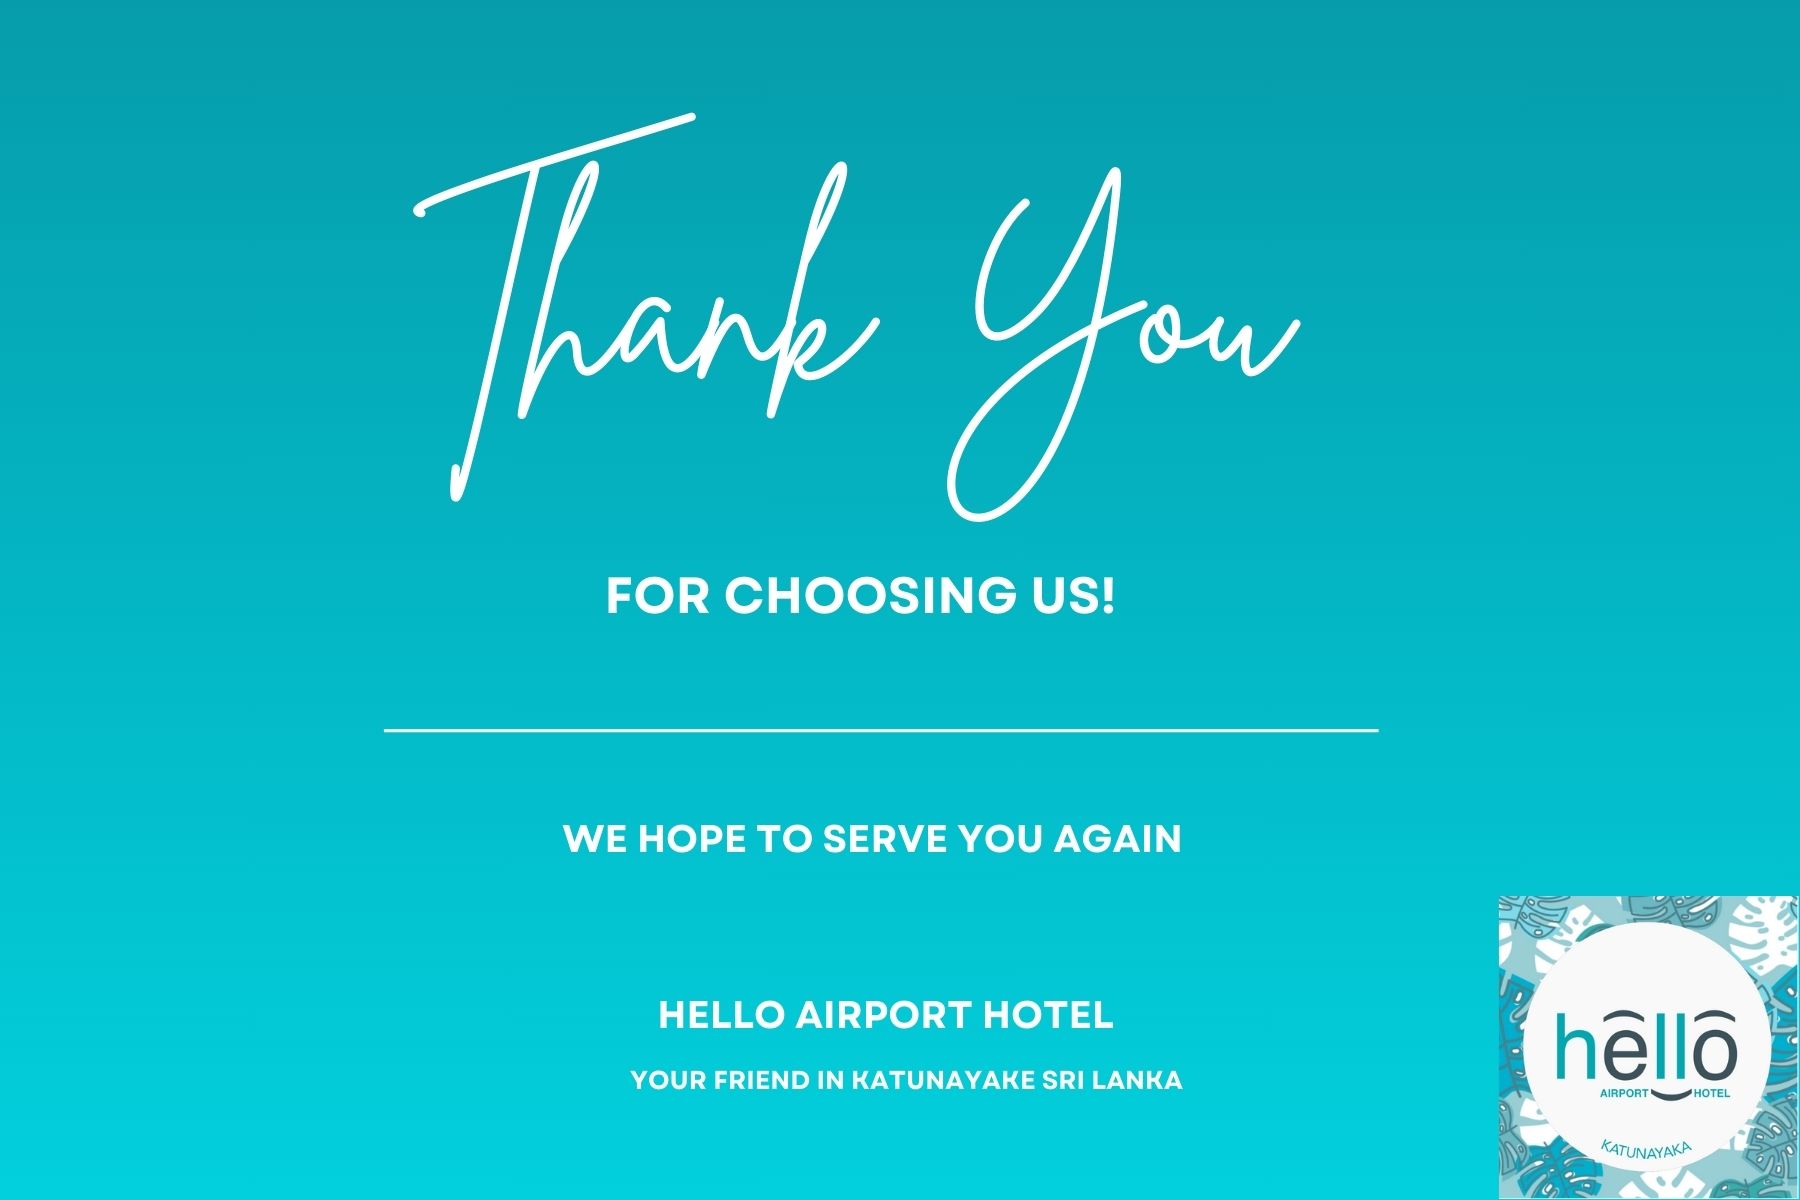 Thank You
FOR CHOOSING US!
WE HOPE TO SERVE YOU AGAIN
HELLO AIRPORT HOTEL
YOUR FRIEND IN KATUNAYAKE SRI LANKA
hello
AIRPORT HOTEL
KATUNAYAKA